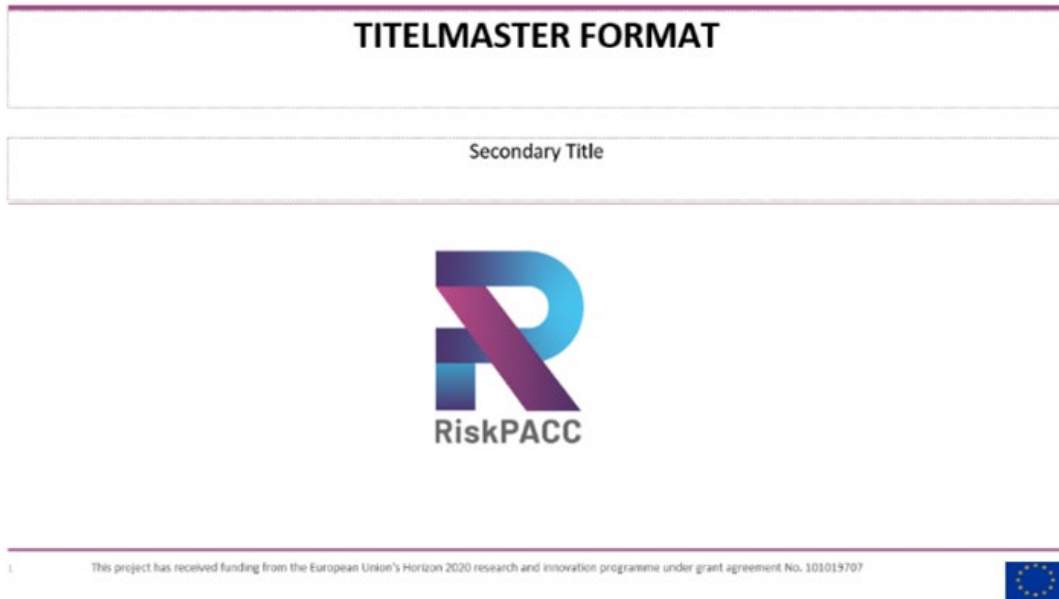 TITELMASTER FORMAT
Secondary Title
RiskPACC
1
This project has received funding from the European Union's Horizon 2020 research and innovation programme under grant agreement No. 101019707